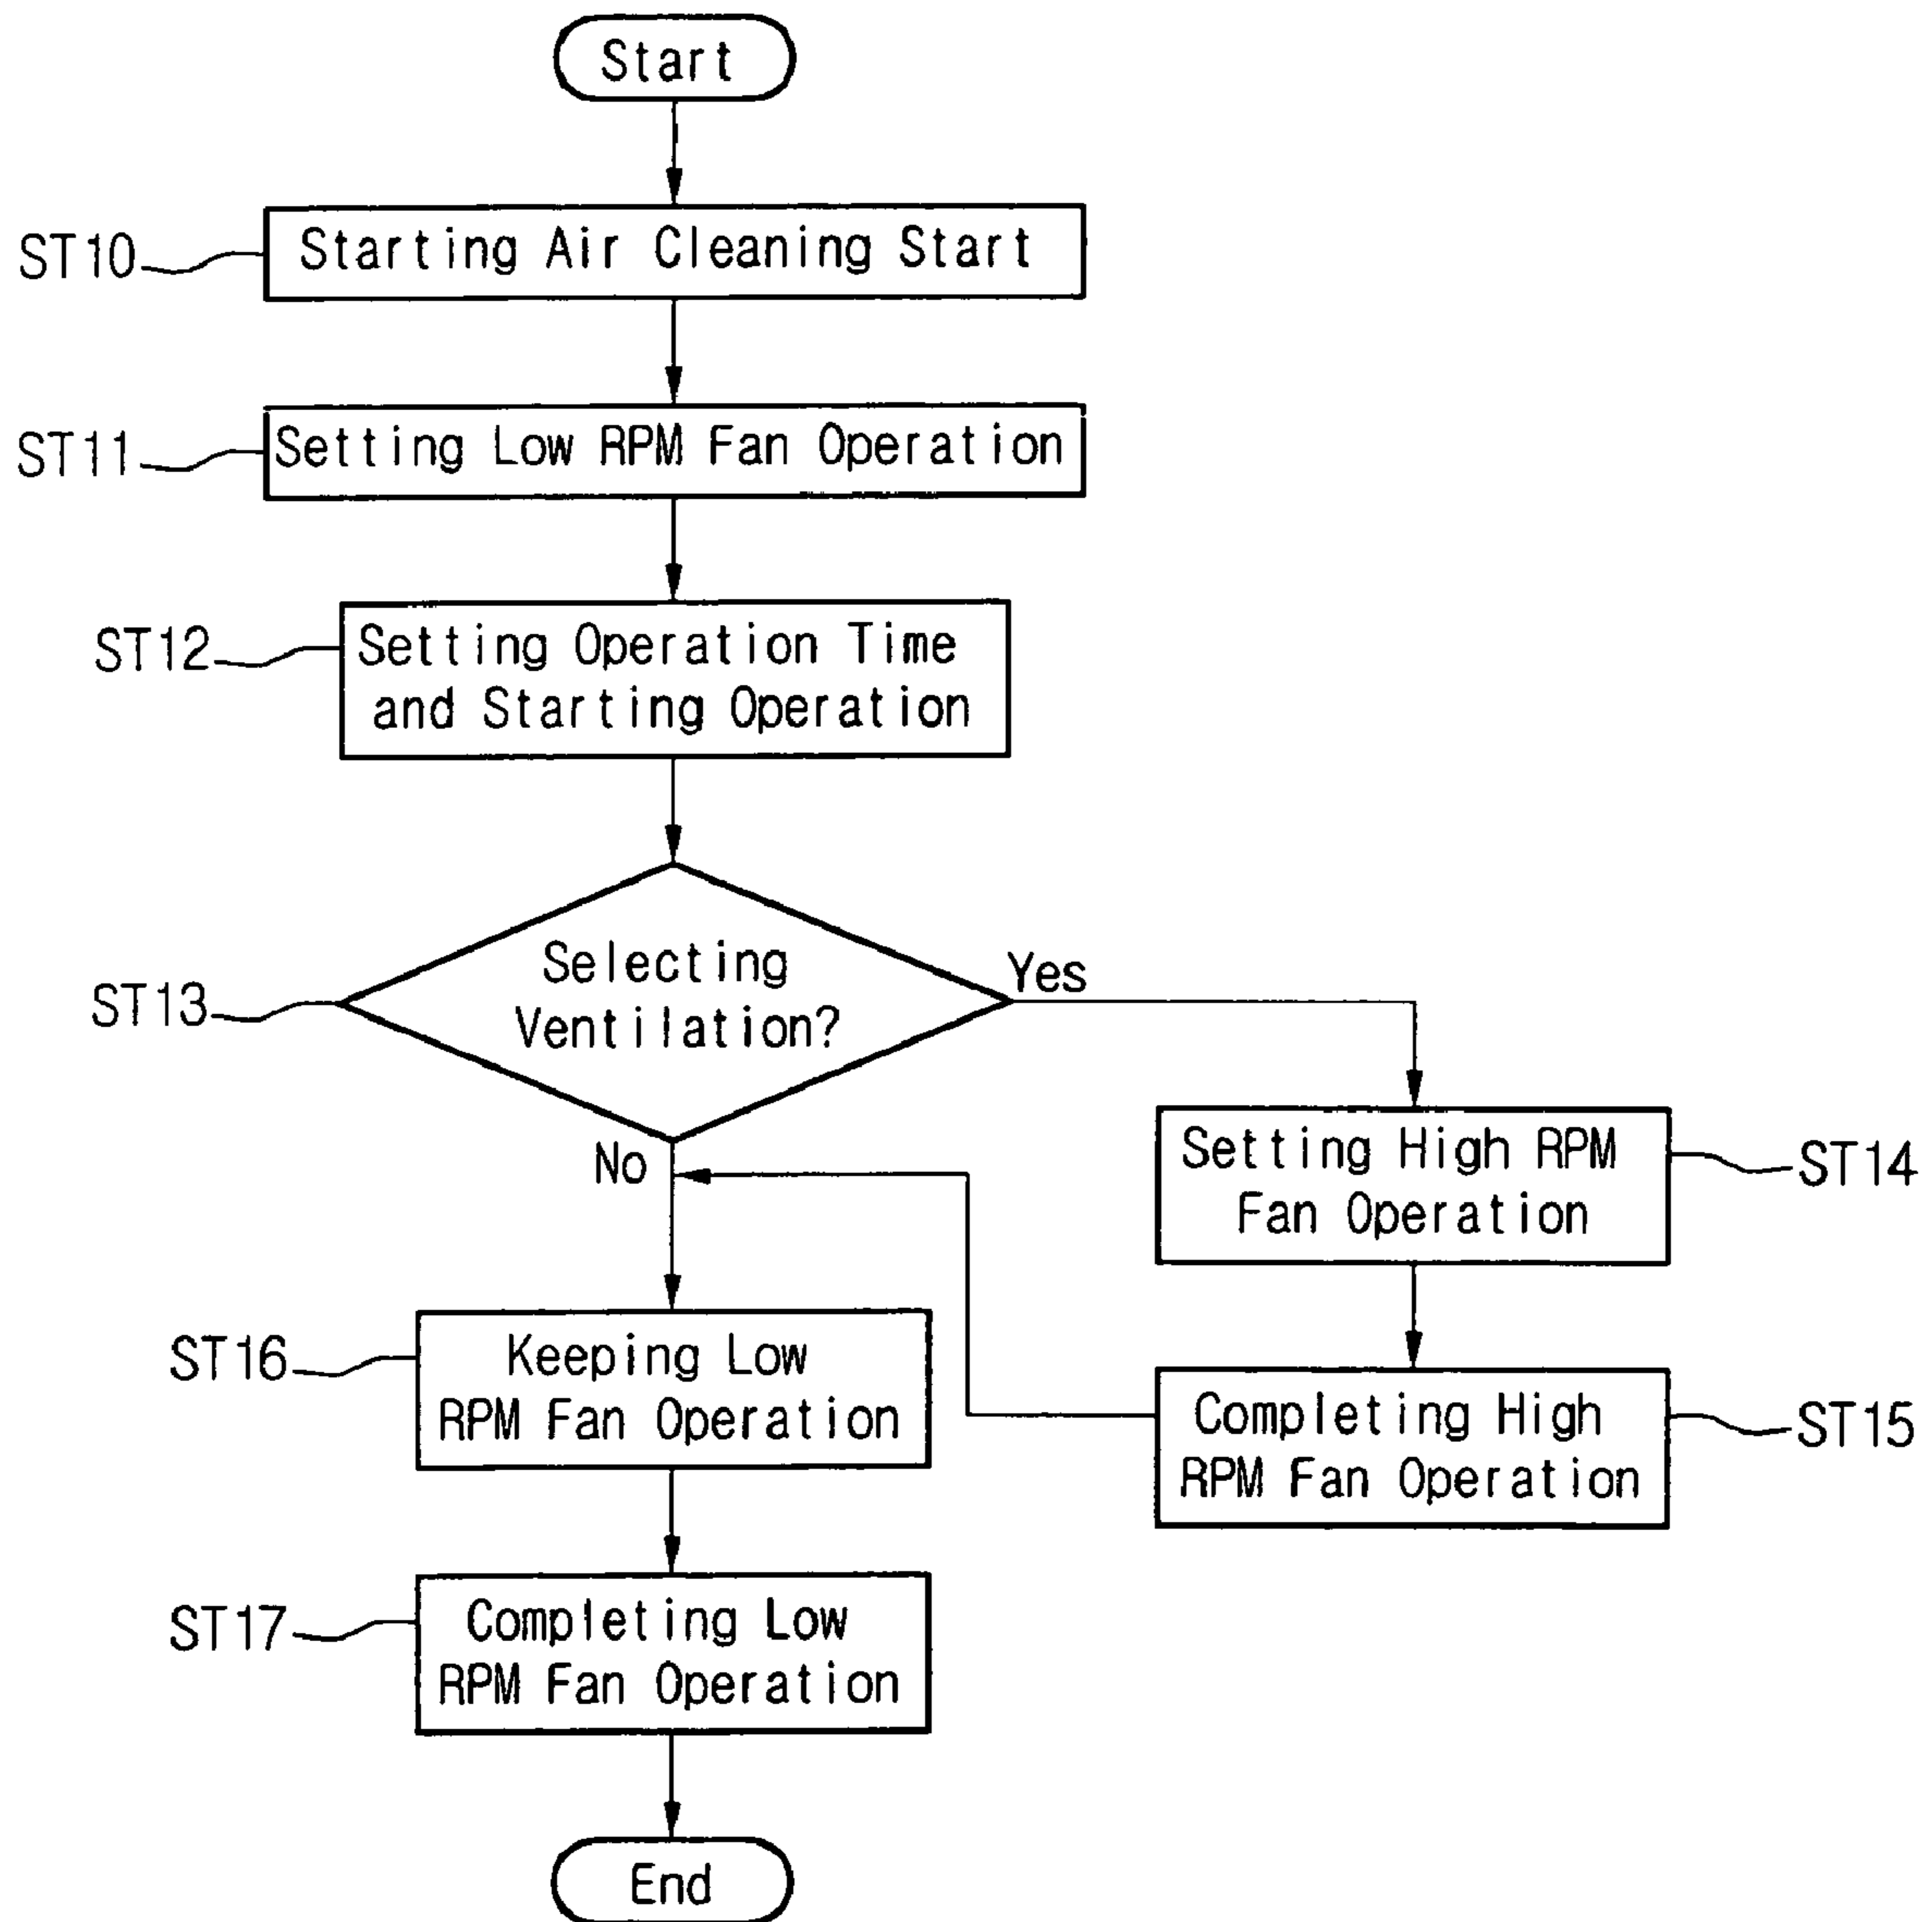 Start
ST10
Starting Air Cleaning Start
ST11
Setting Low RPM Fan Operation
ST12
Setting Operation Time
and Starting Operation
ST13
Selecting
Ventilation?
Yes
No
Setting High RPM
Fan Operation
ST14
ST16
Keeping Low
RPM Fan Operation
Completing High
RPM Fan Operation
ST15
ST17
Completing Low
RPM Fan Operation
End